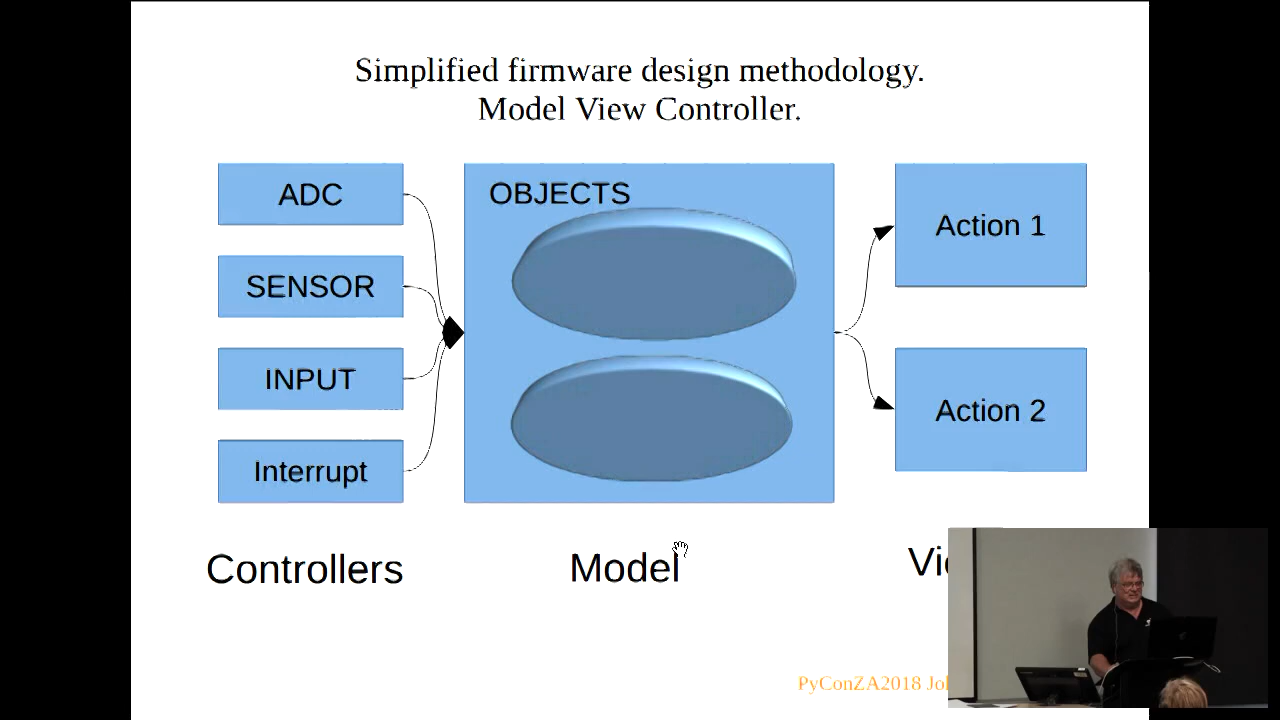 Simplified firmware design methodology.
Model View Controller.
ADC
SENSOR
INPUT
Interrupt
OBJECTS
Action 1
Action 2
Controllers
Model
PyConZA2018